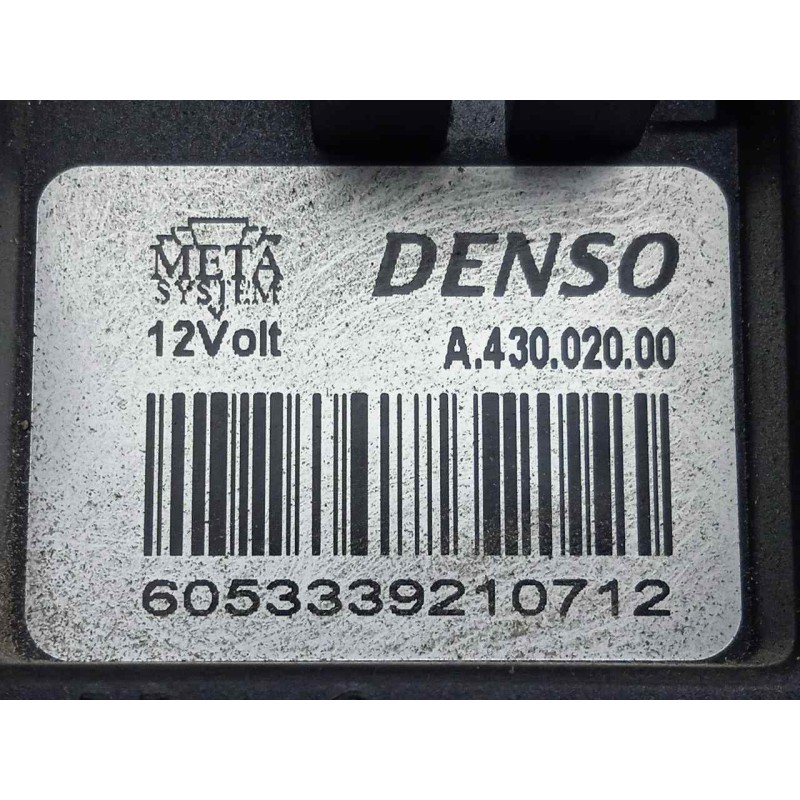 META
SYSTEM
DENSO
12Volt
A.430.020.00
6053339210712